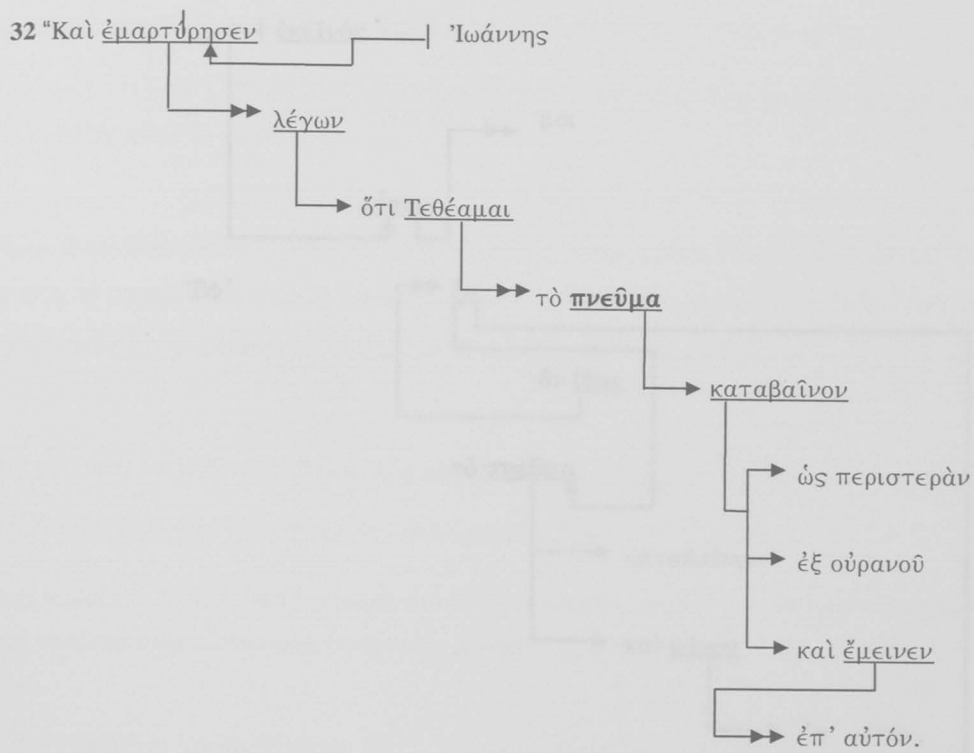 32 “Καὶ ἐμαρτύρησεν Ἰωάννης
λέγων
ὅτι Τεθέαμαι
τὸ πνεῦμα
καταβαῖνον
ὡς περιστερὰν
ἐξ οὐρανοῦ
καὶ ἔμεινεν
ἐπ’ αὐτόν.